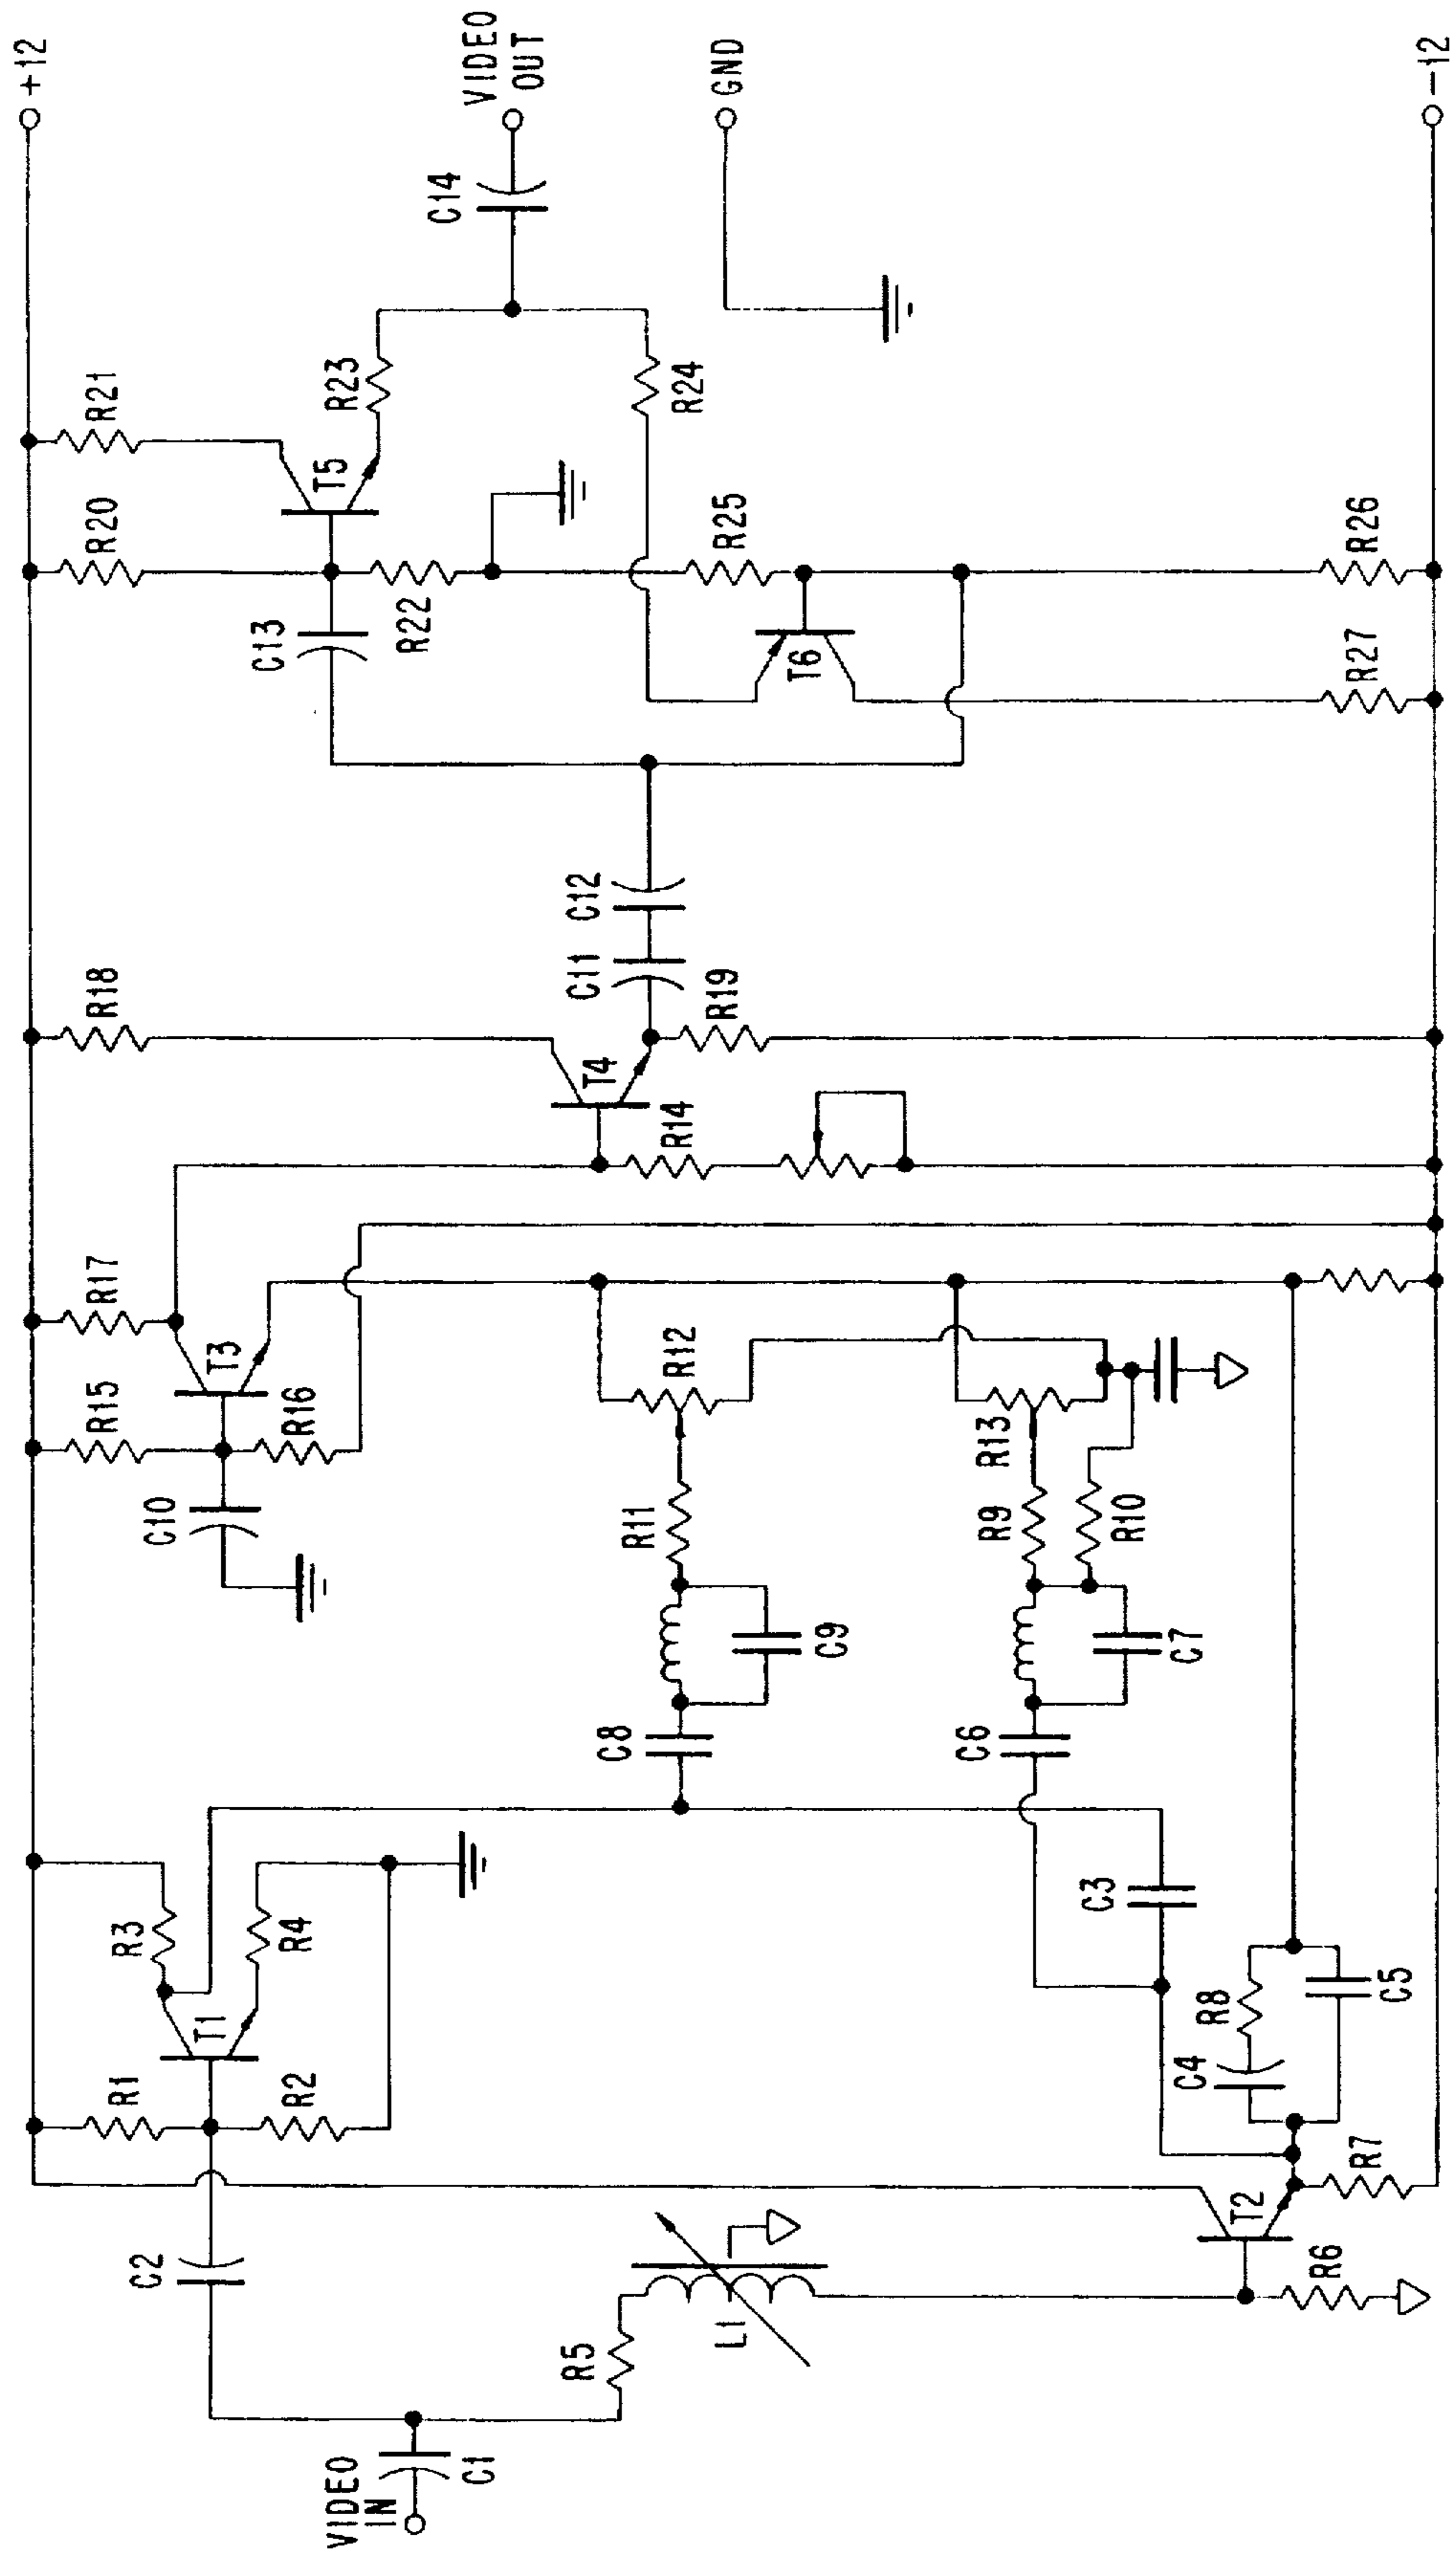 +12
VIDEO
OUT
GND
-12
C14
R21
R23
R24
T5
R20
R25
R26
C13
R22
T6
R27
C12
C11
R18
R19
T4
R14
R17
T3
R12
R15
R16
R13
C10
R11
R9
R10
C9
C7
C8
C6
R3
R4
C3
T1
R8
C5
C4
R1
R2
R7
T2
C2
R6
L1
R5
VIDEO
IN
C1